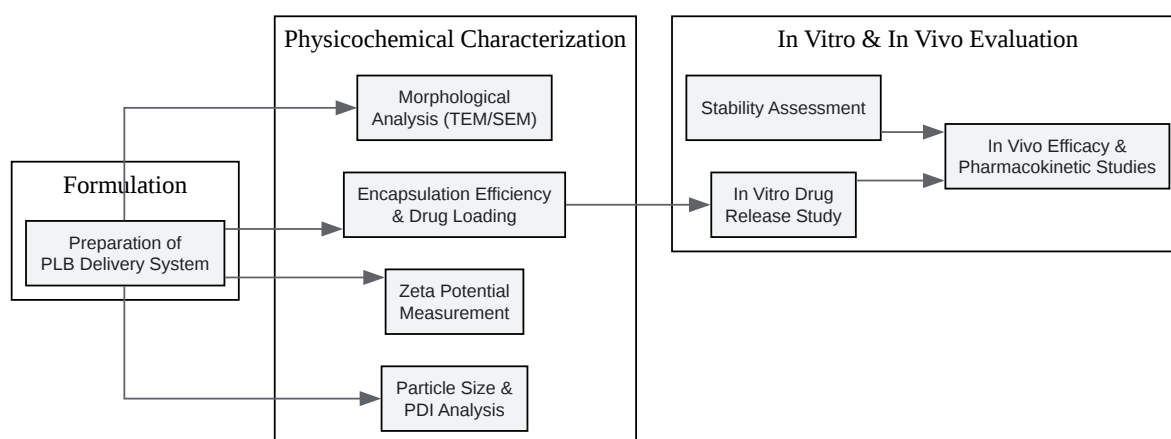 Formulation
Preparation of
PLB Delivery System
Physicochemical Characterization
Morphological
Analysis (TEM/SEM)
Encapsulation Efficiency
& Drug Loading
Zeta Potential
Measurement
Particle Size &
PDI Analysis
In Vitro & In Vivo Evaluation
Stability Assessment
In Vitro Drug
Release Study
In Vivo Efficacy &
Pharmacokinetic Studies